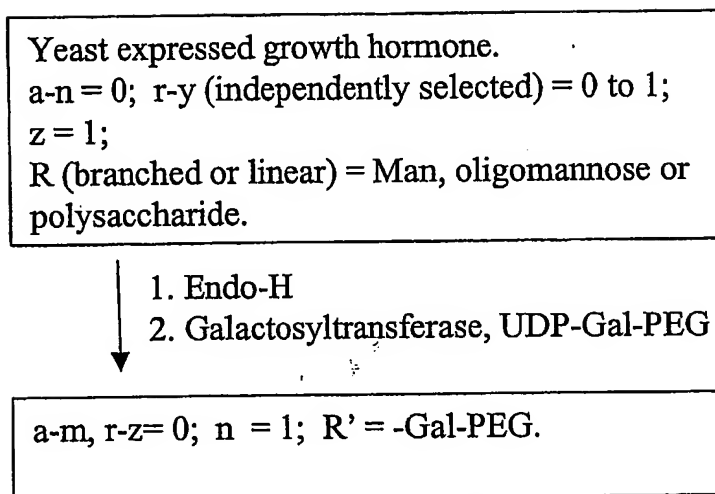 Yeast expressed growth hormone.
a-n = 0; r-y (independently selected) = 0 to 1;
z = 1;
R (branched or linear) = Man, oligomannose or
polysaccharide.
1. Endo-H
2. Galactosyltransferase, UDP-Gal-PEG
a-m, r-z= 0; n = 1; R' = -Gal-PEG.